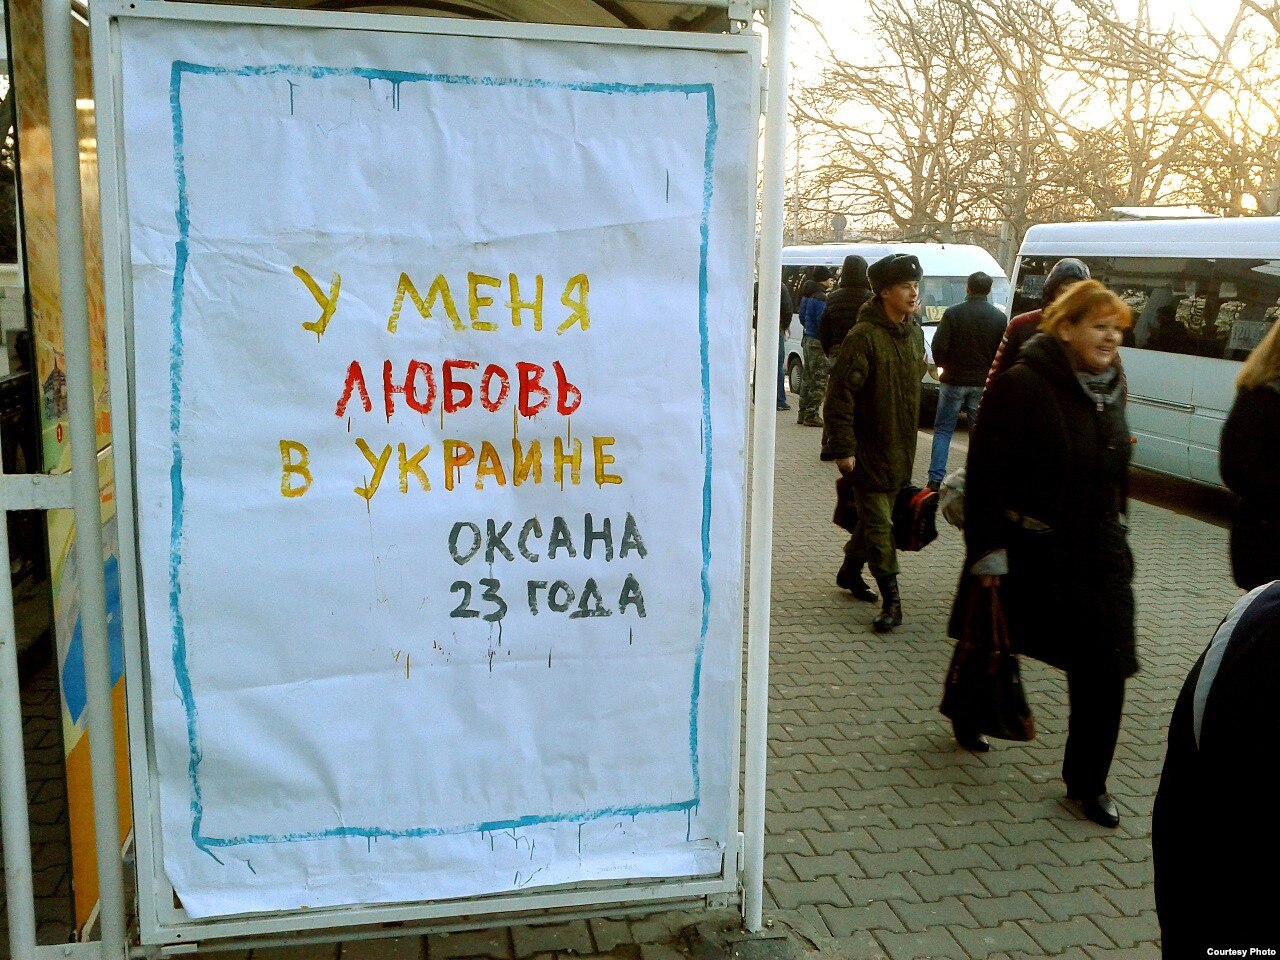 У МЕНЯ
ЛЮБОВЬ
В УКРАИНЕ
ОКСАНА
23 ГОДА
Courtesy Photo